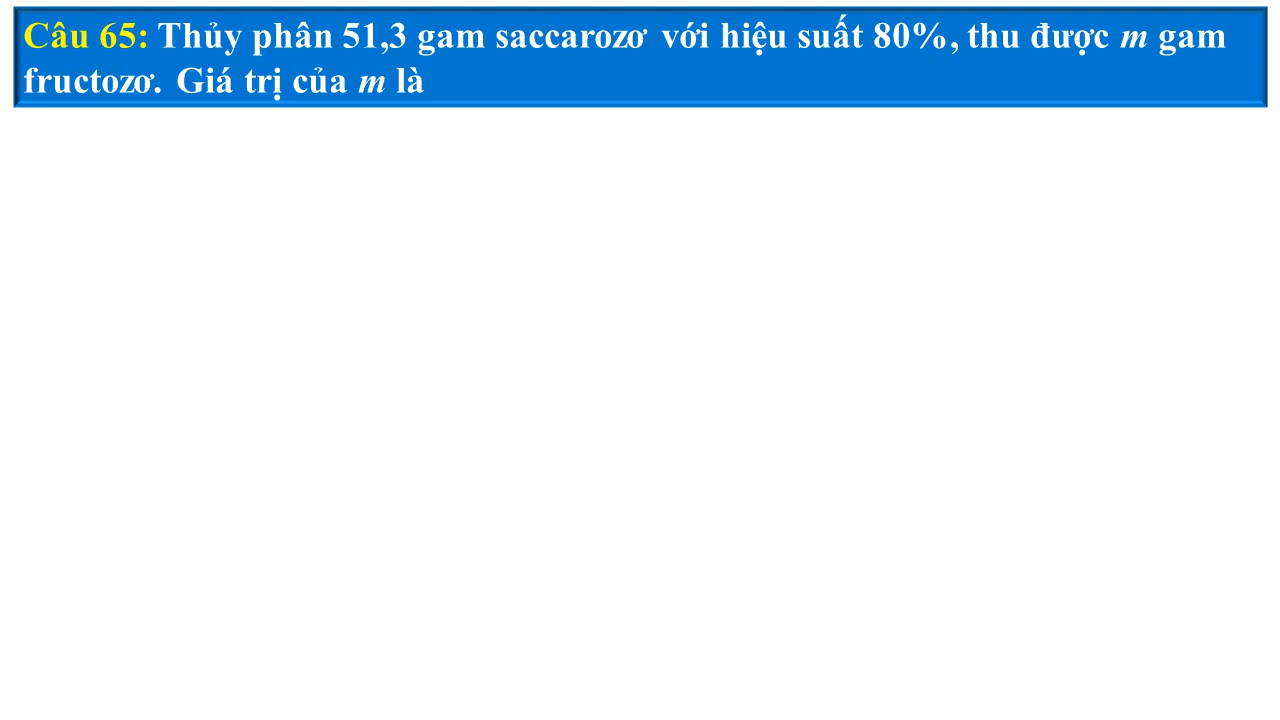 Câu 65: Thủy phân 51,3 gam saccarozơ với hiệu suất 80%, thu được m gam
fructozơ. Giá trị của m là